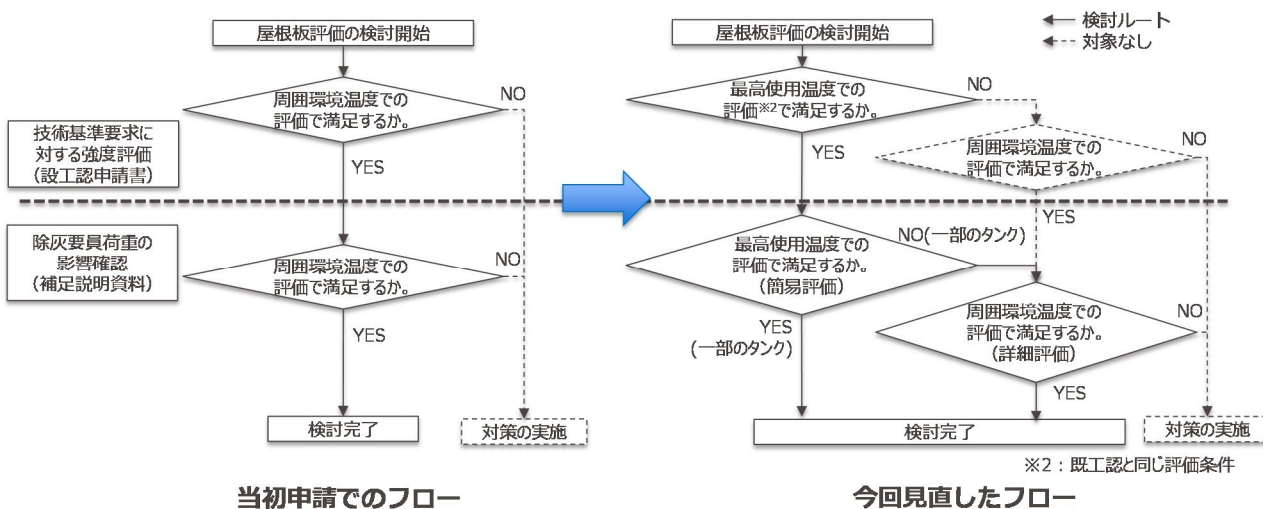 屋根板評価の検討開始
周囲環境温度での
評価で満足するか。
NO
YES
技術基準要求に
対する強度評価
（設工認申請書）
除灰要員荷重の
影響確認
（補足説明資料）
周囲環境温度での
評価で満足するか。
NO
YES
検討完了
対策の実施
当初申請でのフロー
検討ルート
対象なし
屋根板評価の検討開始
最高使用温度での
評価※2で満足するか。
NO
YES
周囲環境温度での
評価で満足するか。
NO
YES
最高使用温度での
評価で満足するか。
（簡易評価）
NO(一部のタンク)
YES
(一部のタンク)
周囲環境温度での
評価で満足するか。
（詳細評価）
NO
YES
検討完了
対策の実施
※2：既工認と同じ評価条件
今回見直したフロー